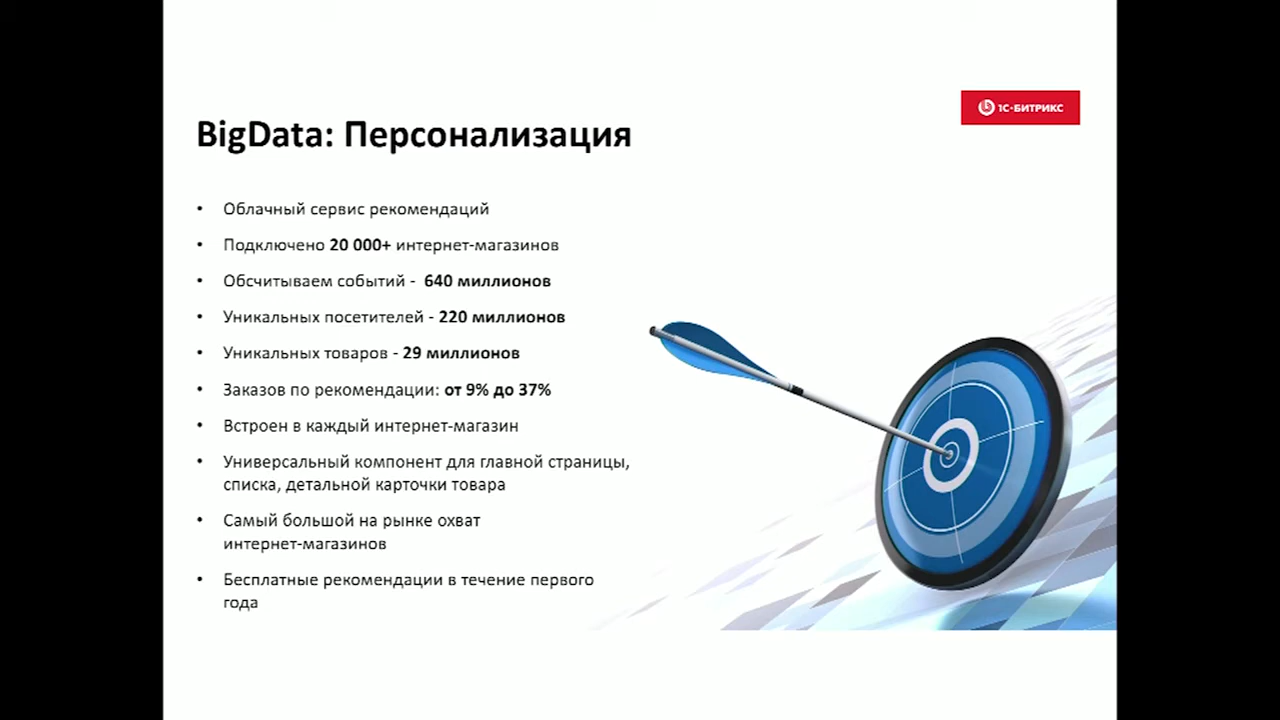 1С-БИТРИКС
BigData: Персонализация
• Облачный сервис рекомендаций
• Подключено 20 000+ интернет-магазинов
• Обсчитываем событий - 640 миллионов
• Уникальных посетителей - 220 миллионов
• Уникальных товаров - 29 миллионов
• Заказов по рекомендации: от 9% до 37%
• Встроен в каждый интернет-магазин
• Универсальный компонент для главной страницы,
списка, детальной карточки товара
• Самый большой на рынке охват
интернет-магазинов
• Бесплатные рекомендации в течение первого
года